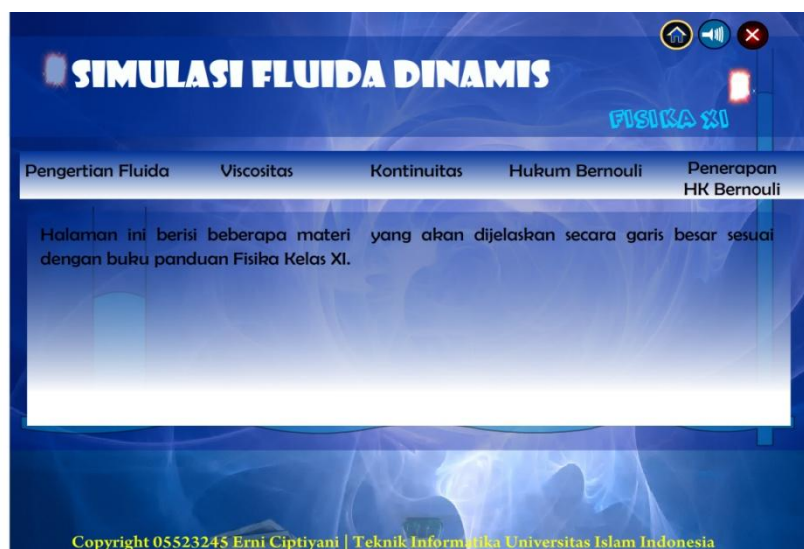 SIMULASI FLUIDA DINAMIS
FISIKA XI
Pengertian Fluida
Viscositas
Kontinuitas
Hukum Bernouli
Penerapan
HK Bernouli
Halaman ini berisi beberapa materi yang akan dijelaskan secara garis besar sesuai
dengan buku panduan Fisika Kelas XI.
Copyright 05523245 Erni Ciptiyani | Teknik Informatika Universitas Islam Indonesia